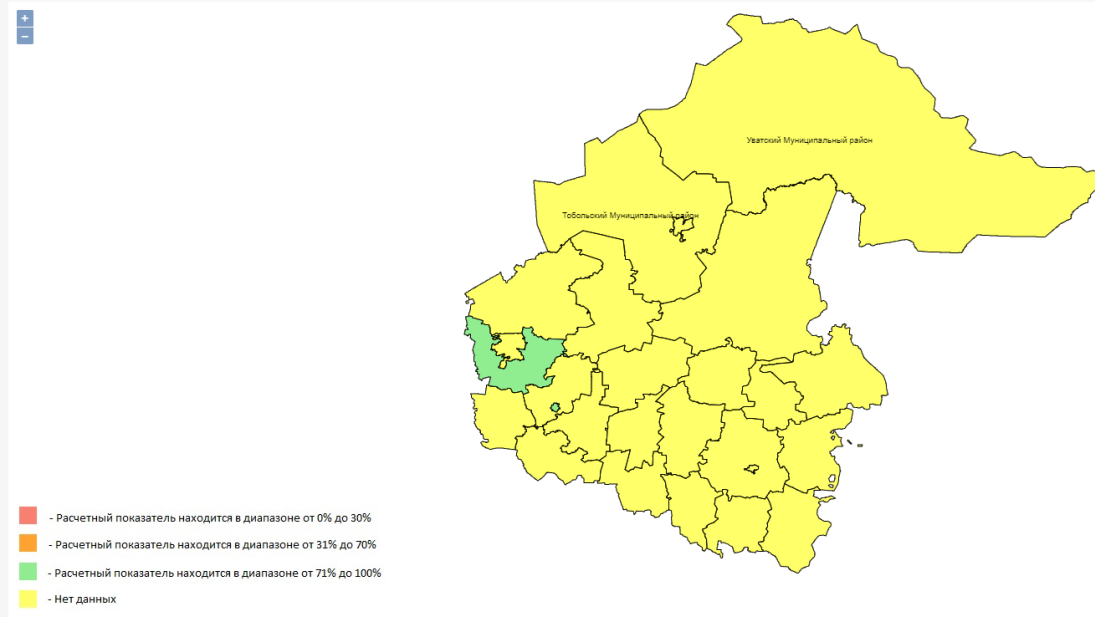 +
−
Уватский Муниципальный район
Тобольский Муниципальный район
- Расчетный показатель находится в диапазоне от 0% до 30%
- Расчетный показатель находится в диапазоне от 31% до 70%
- Расчетный показатель находится в диапазоне от 71% до 100%
- Нет данных